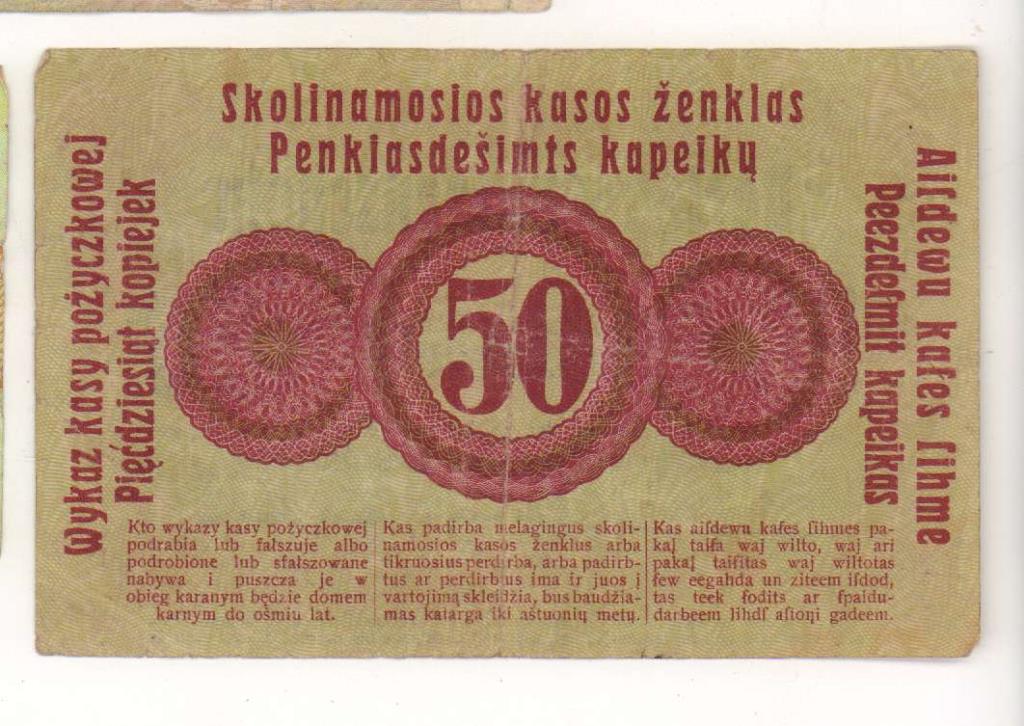 Skolinamosios kasos ženklas
Penkiasdešimts kapeikų
Wykaz kasy pożyczkowej
Pięćdziesiąt kopiejek
50
Aiſdewu kaſes ſihme
Peezdeſmit kapeikas
Kto wykazy kasy pożyczkowej
podrabia lub fałszuje albo
podrobione lub sfałszowane
nabywa i puszcza je w
obieg karanym będzie domem
karnym do ośmiu lat.
Kas padirba melagingus skoli-
namosios kasos ženklus arba
tikruosius perdirba, arba padirb-
tus ar perdirbtus ima ir juos į
vartojimą skleidžia, bus baudžia-
mas katarga iki aštuonių metų.
Kas aiſdewu kaſes ſihmes pa-
kaļ taiſa waj wilto, waj ari
pakaļ taiſitas waj wiltotas
ſew eegahda un ziteem iſdod,
tas teek ſodits ar ſpaidu-
darbeem lihdſ aſtoņi gadeem.